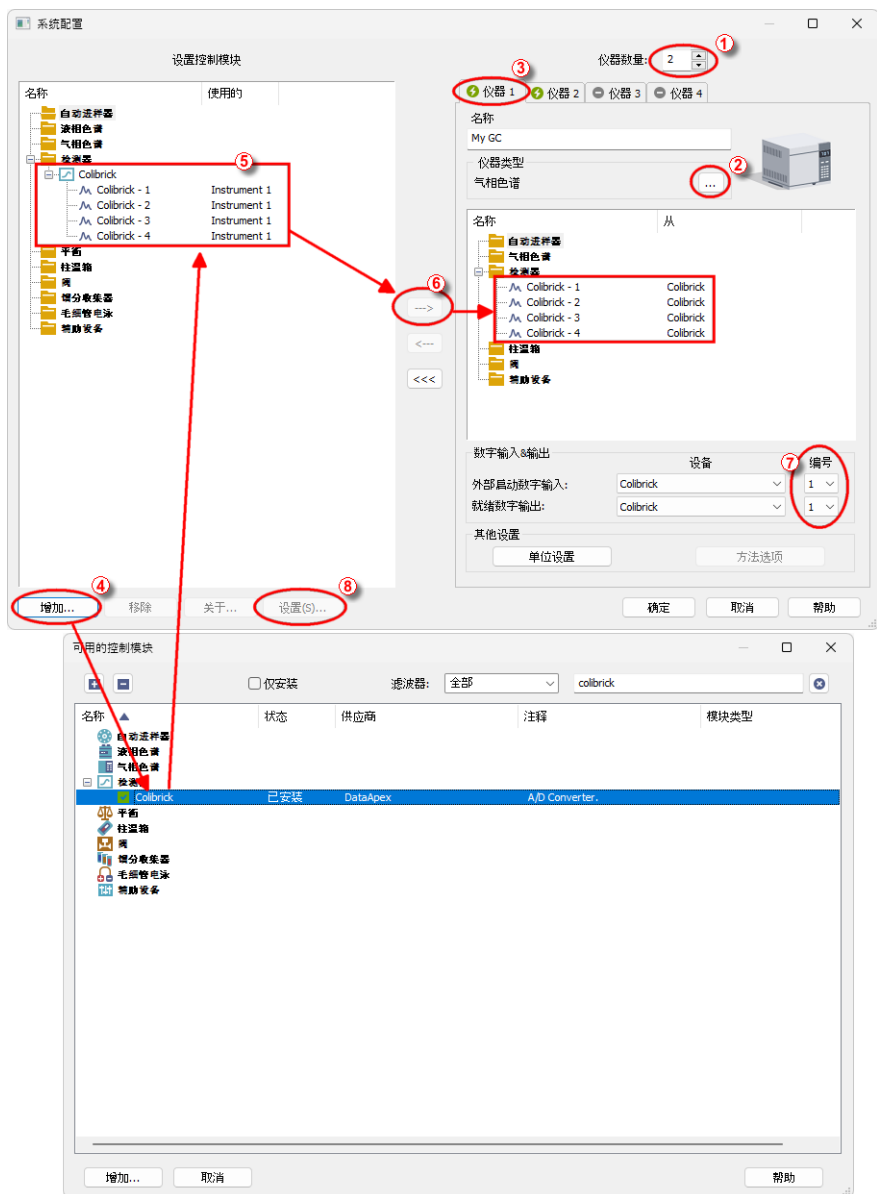 系统配置
设置控制模块
仪器数量: 2
①
③
仪器 1 仪器 2 仪器 3 仪器 4
名称 使用的
自动进样器
液相色谱
气相色谱
检测器
⑤
Colibrick
Colibrick - 1 Instrument 1
Colibrick - 2 Instrument 1
Colibrick - 3 Instrument 1
Colibrick - 4 Instrument 1
平衡
柱温箱
阀
馏分收集器
毛细管电泳
辅助设备
⑥
--->
<---
<<<
名称
My GC
仪器类型
②
气相色谱 ...
名称 从
自动进样器
气相色谱
检测器
Colibrick - 1 Colibrick
Colibrick - 2 Colibrick
Colibrick - 3 Colibrick
Colibrick - 4 Colibrick
柱温箱
阀
辅助设备
数字输入&输出
设备 ⑦ 编号
外部启动数字输入: Colibrick 1
就绪数字输出: Colibrick 1
其他设置
单位设置 方法选项
④ ⑧
增加... 移除 关于... 设置(S)... 确定 取消 帮助
可用的控制模块
仅安装 滤波器: 全部 colibrick
名称 状态 供应商 注释 模块类型
自动进样器
液相色谱
气相色谱
检测
Colibrick 已安装 DataApex A/D Converter.
平衡
柱温箱
阀
馏分收集器
毛细管电泳
辅助设备
增加... 取消 帮助